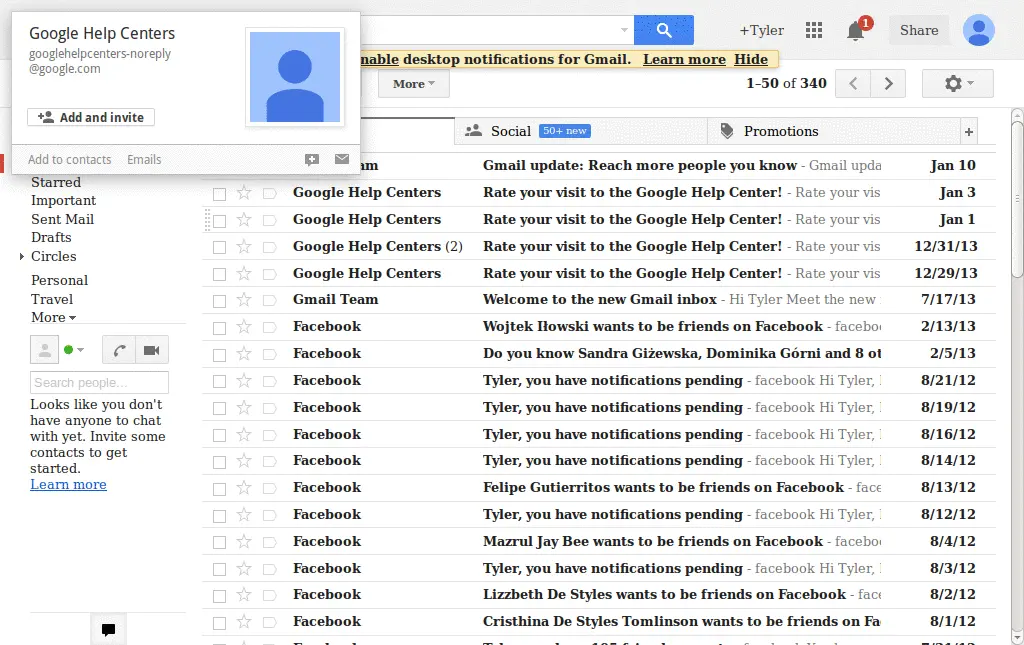 Google Help Centers
googlehelpcenters-noreply
@google.com
Add and invite
Add to contacts Emails
+Tyler 1 Share
nable desktop notifications for Gmail. Learn more Hide
More 1–50 of 340
Social 50+ new Promotions +
Gmail update: Reach more people you know - Gmail upda Jan 10
Google Help Centers Rate your visit to the Google Help Center! - Rate your vis Jan 3
Google Help Centers Rate your visit to the Google Help Center! - Rate your vis Jan 1
Google Help Centers (2) Rate your visit to the Google Help Center! - Rate your vis 12/31/13
Google Help Centers Rate your visit to the Google Help Center! - Rate your vis 12/29/13
Gmail Team Welcome to the new Gmail inbox - Hi Tyler Meet the new 7/17/13
Facebook Wojtek Iłowski wants to be friends on Facebook - facebo 2/13/13
Facebook Do you know Sandra Giżewska, Dominika Górni and 8 ot 2/5/13
Facebook Tyler, you have notifications pending - facebook Hi Tyler, 8/21/12
Facebook Tyler, you have notifications pending - facebook Hi Tyler, 8/19/12
Facebook Tyler, you have notifications pending - facebook Hi Tyler, 8/16/12
Facebook Tyler, you have notifications pending - facebook Hi Tyler, 8/14/12
Facebook Felipe Gutierritos wants to be friends on Facebook - face 8/13/12
Facebook Tyler, you have notifications pending - facebook Hi Tyler, 8/12/12
Facebook Mazrul Jay Bee wants to be friends on Facebook - facebo 8/4/12
Facebook Tyler, you have notifications pending - facebook Hi Tyler, 8/3/12
Facebook Lizzbeth De Styles wants to be friends on Facebook - fac 8/2/12
Facebook Cristhina De Styles Tomlinson wants to be friends on Fa 8/1/12
Starred
Important
Sent Mail
Drafts
Circles
Personal
Travel
More
Search people...
Looks like you don't
have anyone to chat
with yet. Invite some
contacts to get
started.
Learn more